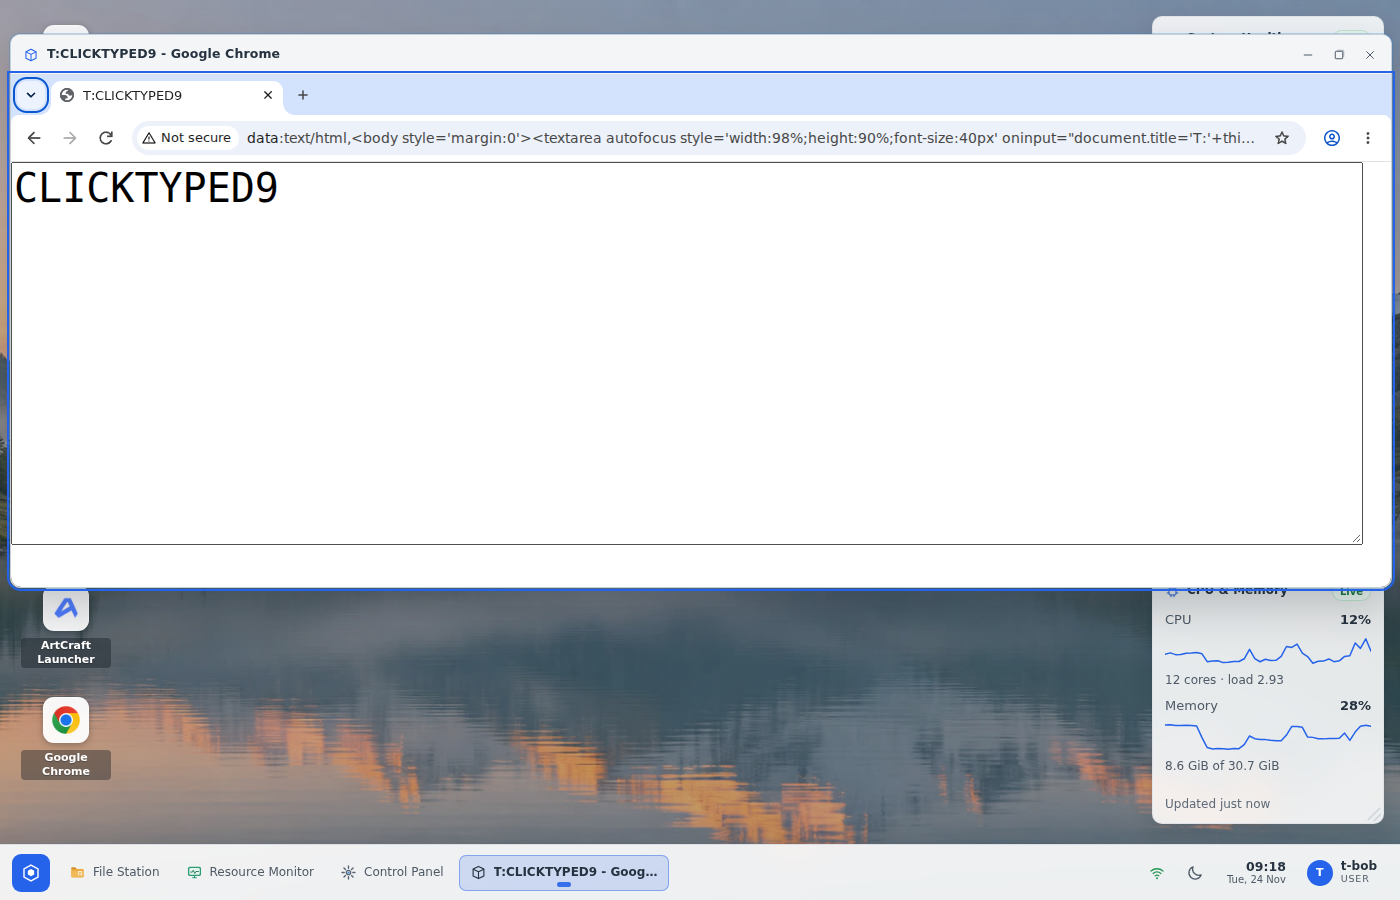 T:CLICKTYPED9 - Google Chrome
T:CLICKTYPED9
Not secure
data:text/html,<body style='margin:0'><textarea autofocus style='width:98%;height:90%;font-size:40px' oninput="document.title='T:'+thi...
CLICKTYPED9
ArtCraft
Launcher
Google
Chrome
CPU & Memory
Live
CPU 12%
12 cores · load 2.93
Memory 28%
8.6 GiB of 30.7 GiB
Updated just now
File Station
Resource Monitor
Control Panel
T:CLICKTYPED9 - Goog...
09:18
Tue, 24 Nov
T
t-bob
USER